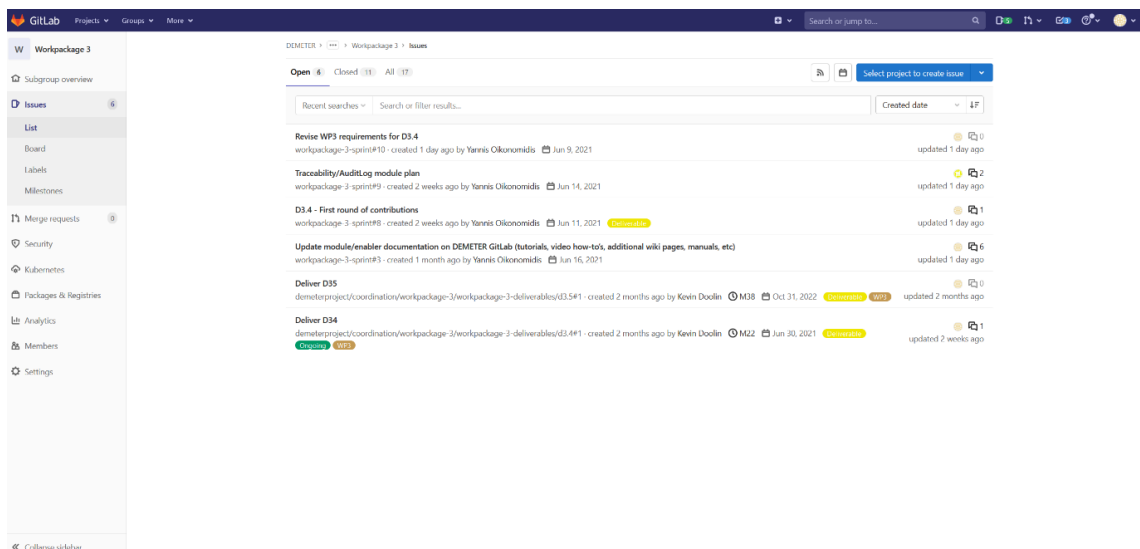 GitLab Projects Groups More Search or jump to...
W Workpackage 3
Subgroup overview
Issues 6
List
Board
Labels
Milestones
Merge requests 0
Security
Kubernetes
Packages & Registries
Analytics
Members
Settings
Collapse sidebar
DEMETER > ... > Workpackage 3 > Issues
Open 6 Closed 11 All 17
Select project to create issue
Recent searches Search or filter results... Created date
Revise WP3 requirements for D3.4 0
workpackage-3-sprint#10 · created 1 day ago by Yannis Oikonomidis Jun 9, 2021 updated 1 day ago
Traceability/AuditLog module plan 2
workpackage-3-sprint#9 · created 2 weeks ago by Yannis Oikonomidis Jun 14, 2021 updated 1 day ago
D3.4 - First round of contributions 1
workpackage-3-sprint#8 · created 2 weeks ago by Yannis Oikonomidis Jun 11, 2021 Deliverable updated 1 day ago
Update module/enabler documentation on DEMETER GitLab (tutorials, video how-to's, additional wiki pages, manuals, etc) 6
workpackage-3-sprint#3 · created 1 month ago by Yannis Oikonomidis Jun 16, 2021 updated 1 day ago
Deliver D35 0
demeterproject/coordination/workpackage-3/workpackage-3-deliverables/d3.5#1 · created 2 months ago by Kevin Doolin M38 Oct 31, 2022 Deliverable WP3 updated 2 months ago
Deliver D34 1
demeterproject/coordination/workpackage-3/workpackage-3-deliverables/d3.4#1 · created 2 months ago by Kevin Doolin M22 Jun 30, 2021 Deliverable updated 2 weeks ago
Ongoing WP3